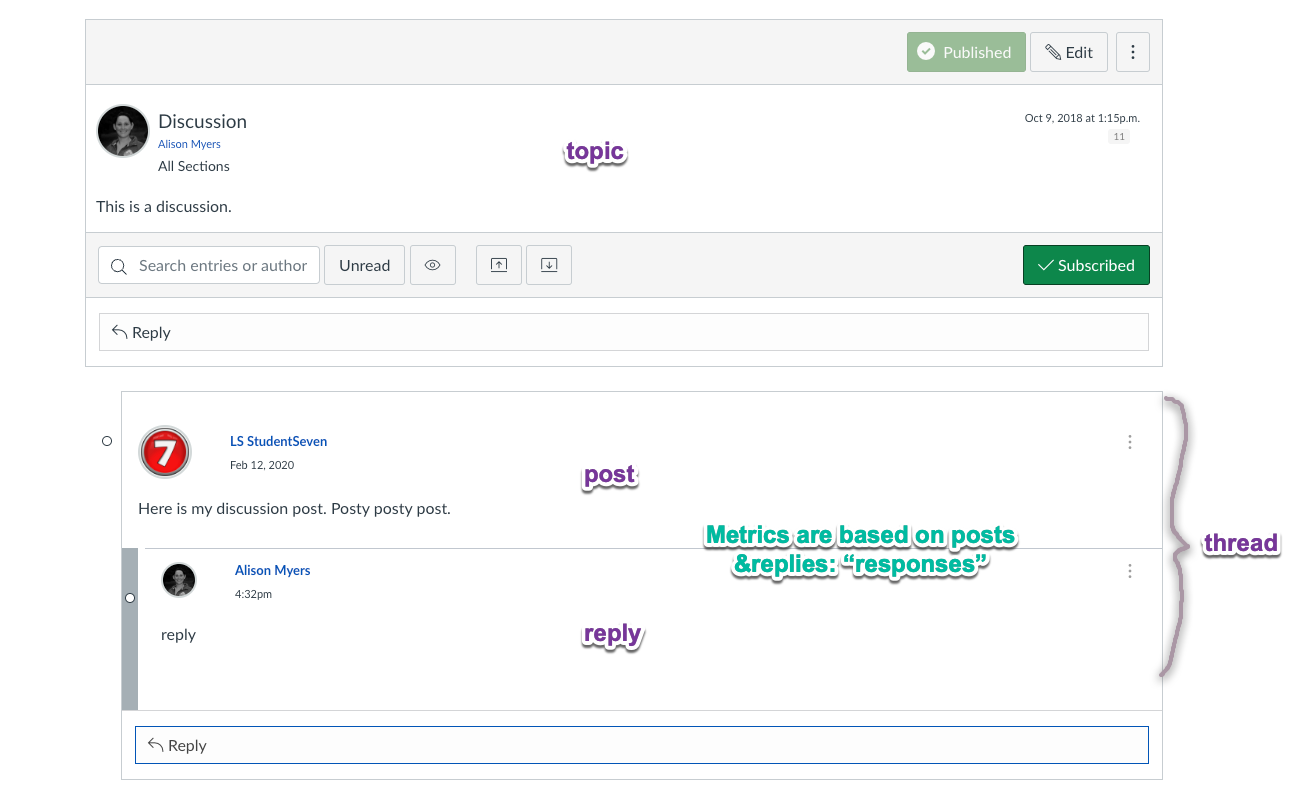 Published
Edit
Discussion
Oct 9, 2018 at 1:15p.m.
11
Alison Myers
All Sections
topic
This is a discussion.
Search entries or author
Unread
Subscribed
Reply
7
LS StudentSeven
Feb 12, 2020
post
Here is my discussion post. Posty posty post.
Metrics are based on posts
&replies: “responses”
thread
Alison Myers
4:32pm
reply
reply
Reply